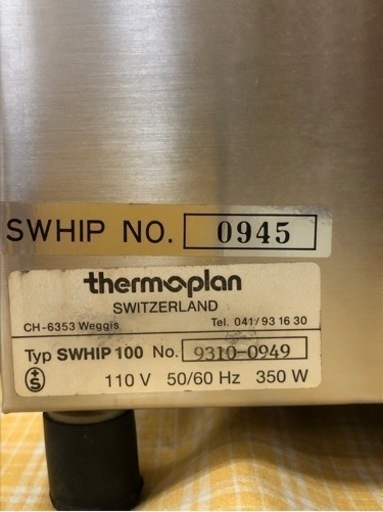 SWHIP NO. 0945
thermoplan
SWITZERLAND
CH-6353 Weggis Tel. 041/93 16 30
Typ SWHIP 100 No. 9310-0949
+S 110 V 50/60 Hz 350 W